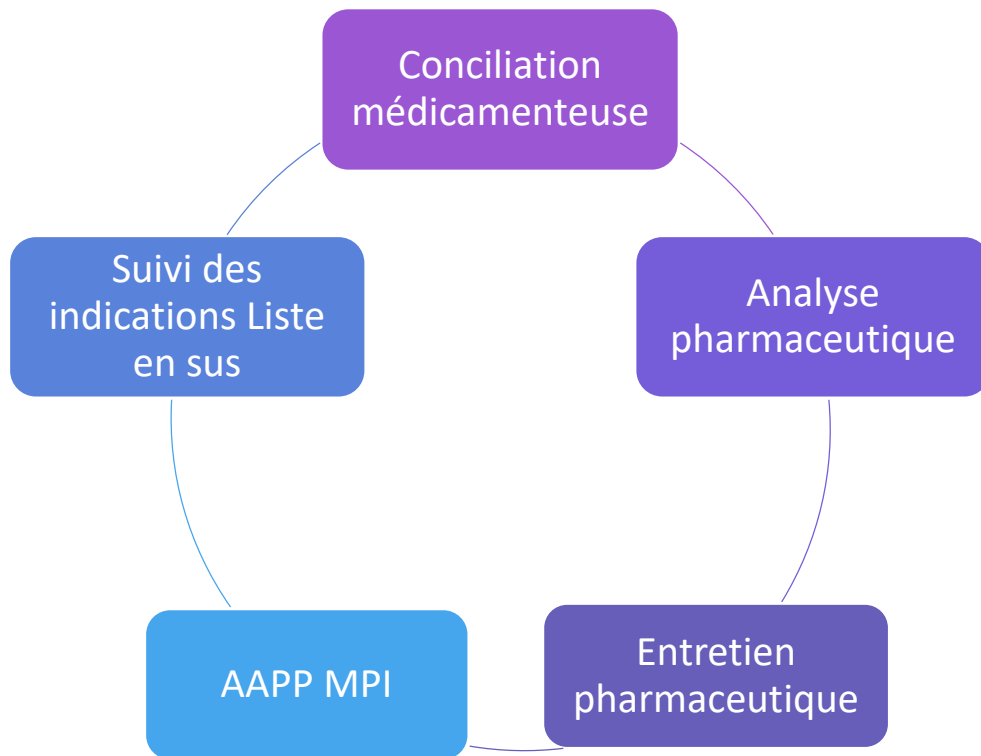 Conciliation
médicamenteuse
Analyse
pharmaceutique
Entretien
pharmaceutique
AAPP MPI
Suivi des
indications Liste
en sus